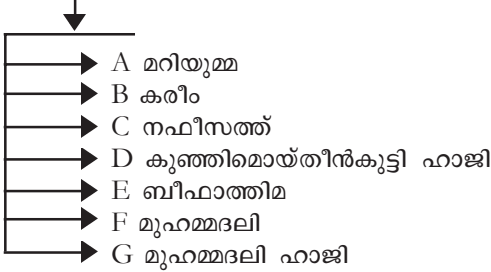 A മറിയുമ്മ
B കരീം
C നഫീസത്ത്
D കുഞ്ഞിമൊയ്തീൻകുട്ടി ഹാജി
E ബീഫാത്തിമ
F മുഹമ്മദലി
G മുഹമ്മദലി ഹാജി